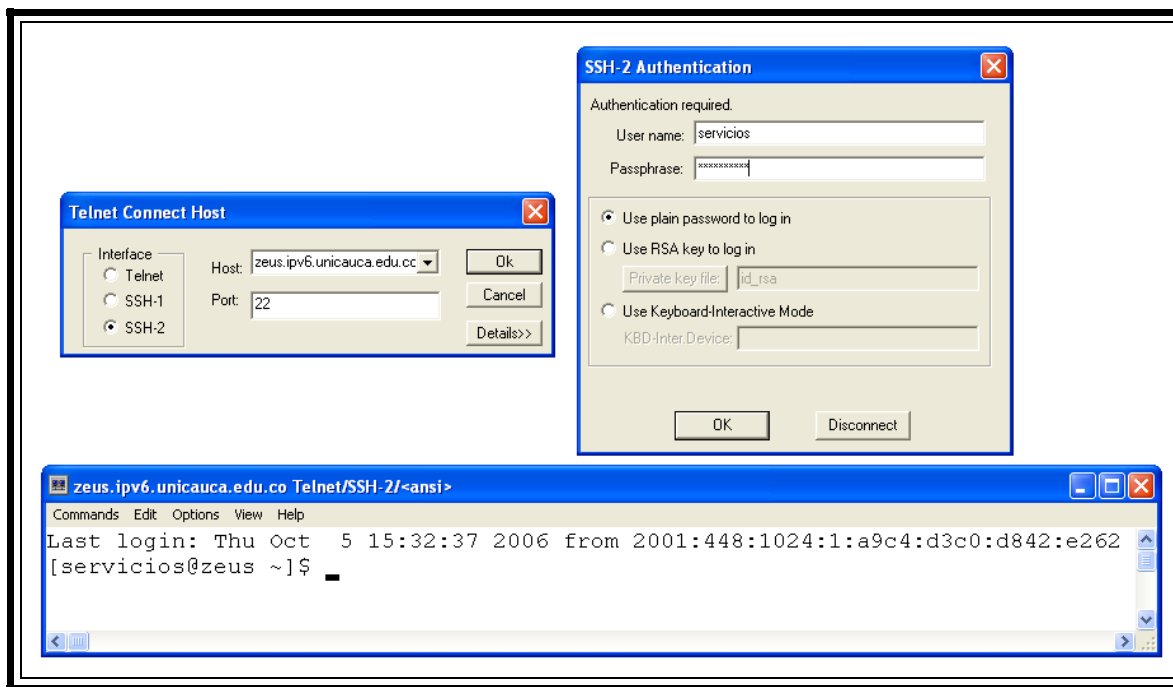 SSH-2 Authentication
Authentication required.
User name: servicios
Passphrase: **********
Use plain password to log in
Use RSA key to log in
Private key file: id_rsa
Use Keyboard-Interactive Mode
KBD-Inter.Device:
OK Disconnect
Telnet Connect Host
Interface
Telnet
SSH-1
SSH-2
Host: zeus.ipv6.unicauca.edu.cc
Port: 22
Ok
Cancel
Details>>
zeus.ipv6.unicauca.edu.co Telnet/SSH-2/<ansi>
Commands Edit Options View Help
Last login: Thu Oct  5 15:32:37 2006 from 2001:448:1024:1:a9c4:d3c0:d842:e262
[servicios@zeus ~]$